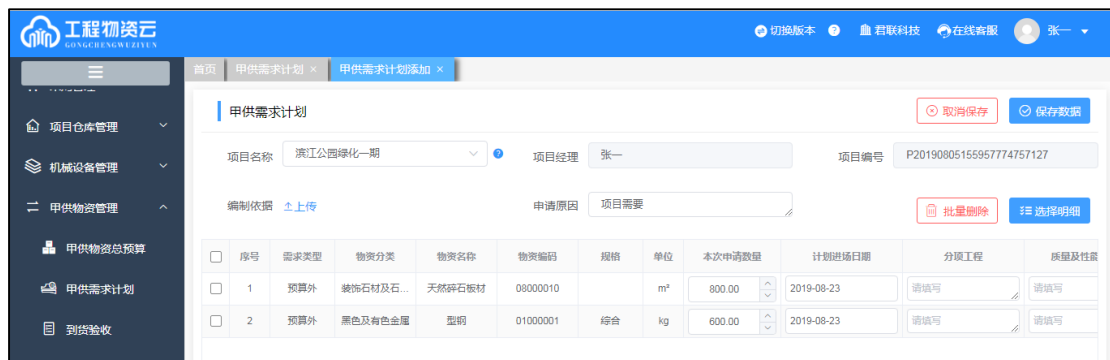 工程物资云
GONGCHENGWUZIYUN
切换版本 ? 君联科技 在线客服 张一
首页 甲供需求计划 × 甲供需求计划添加 ×
项目仓库管理
机械设备管理
甲供物资管理
甲供物资总预算
甲供需求计划
到货验收
甲供需求计划 取消保存 保存数据
项目名称 滨江公园绿化一期 ? 项目经理 张一 项目编号 P20190805155957774757127
编制依据 上传 申请原因 项目需要 批量删除 选择明细
序号 需求类型 物资分类 物资名称 物资编码 规格 单位 本次申请数量 计划进场日期 分项工程 质量及性能
1 预算外 装饰石材及石... 天然碎石板材 08000010 m² 800.00 2019-08-23 请填写 请填写
2 预算外 黑色及有色金属 型钢 01000001 综合 kg 600.00 2019-08-23 请填写 请填写